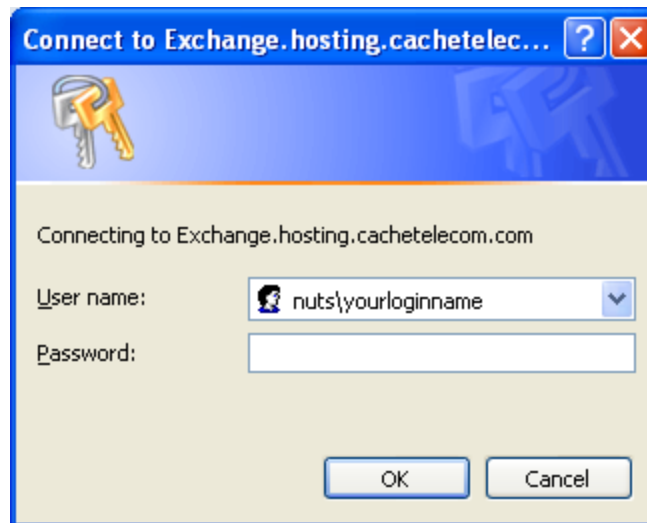 Connect to Exchange.hosting.cachetelec...
Connecting to Exchange.hosting.cachetelecom.com
User name:
nuts\yourloginname
Password:
OK
Cancel